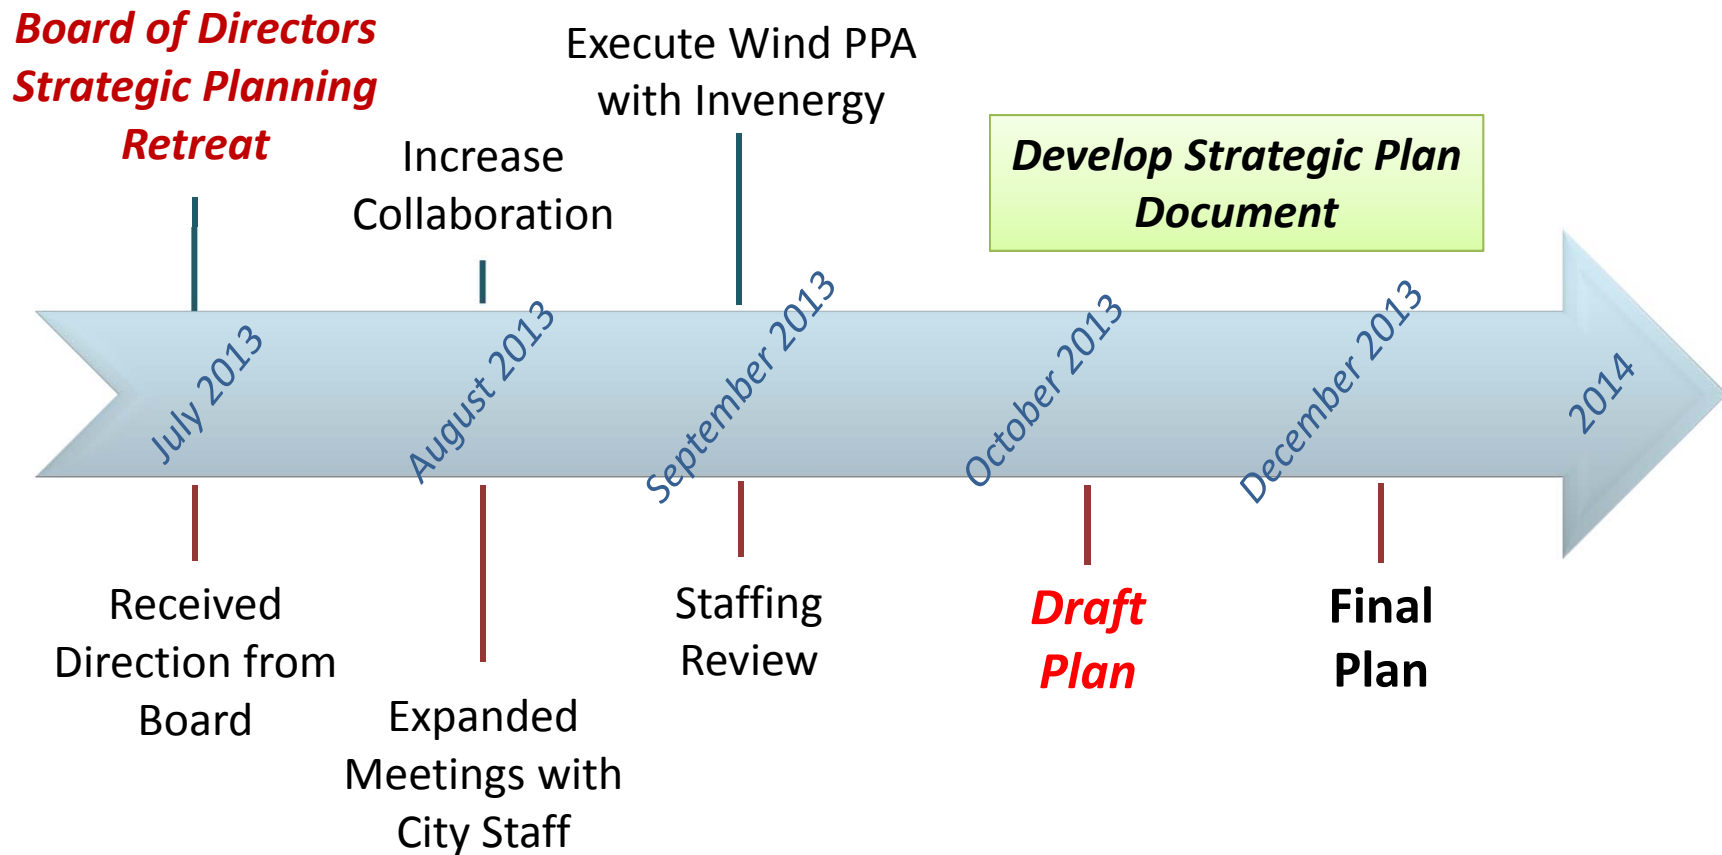 Board of Directors
Strategic Planning
Retreat
Increase
Collaboration
Execute Wind PPA
with Invenergy
Develop Strategic Plan
Document
July 2013
August 2013
September 2013
October 2013
December 2013
2014
Received
Direction from
Board
Expanded
Meetings with
City Staff
Staffing
Review
Draft
Plan
Final
Plan